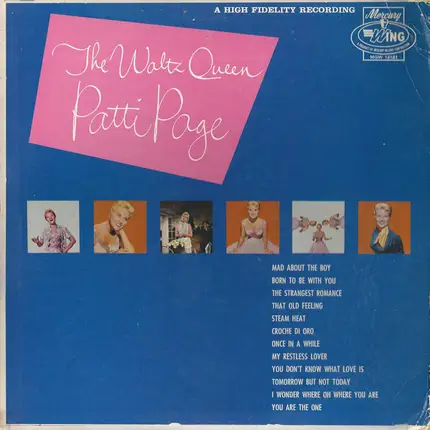 A HIGH FIDELITY RECORDING
Mercury
WING
MGW 12121
The Waltz Queen
Patti Page
MAD ABOUT THE BOY
BORN TO BE WITH YOU
THE STRANGEST ROMANCE
THAT OLD FEELING
STEAM HEAT
CROCHE DI ORO
ONCE IN A WHILE
MY RESTLESS LOVER
YOU DON'T KNOW WHAT LOVE IS
TOMORROW BUT NOT TODAY
I WONDER WHERE OH WHERE YOU ARE
YOU ARE THE ONE